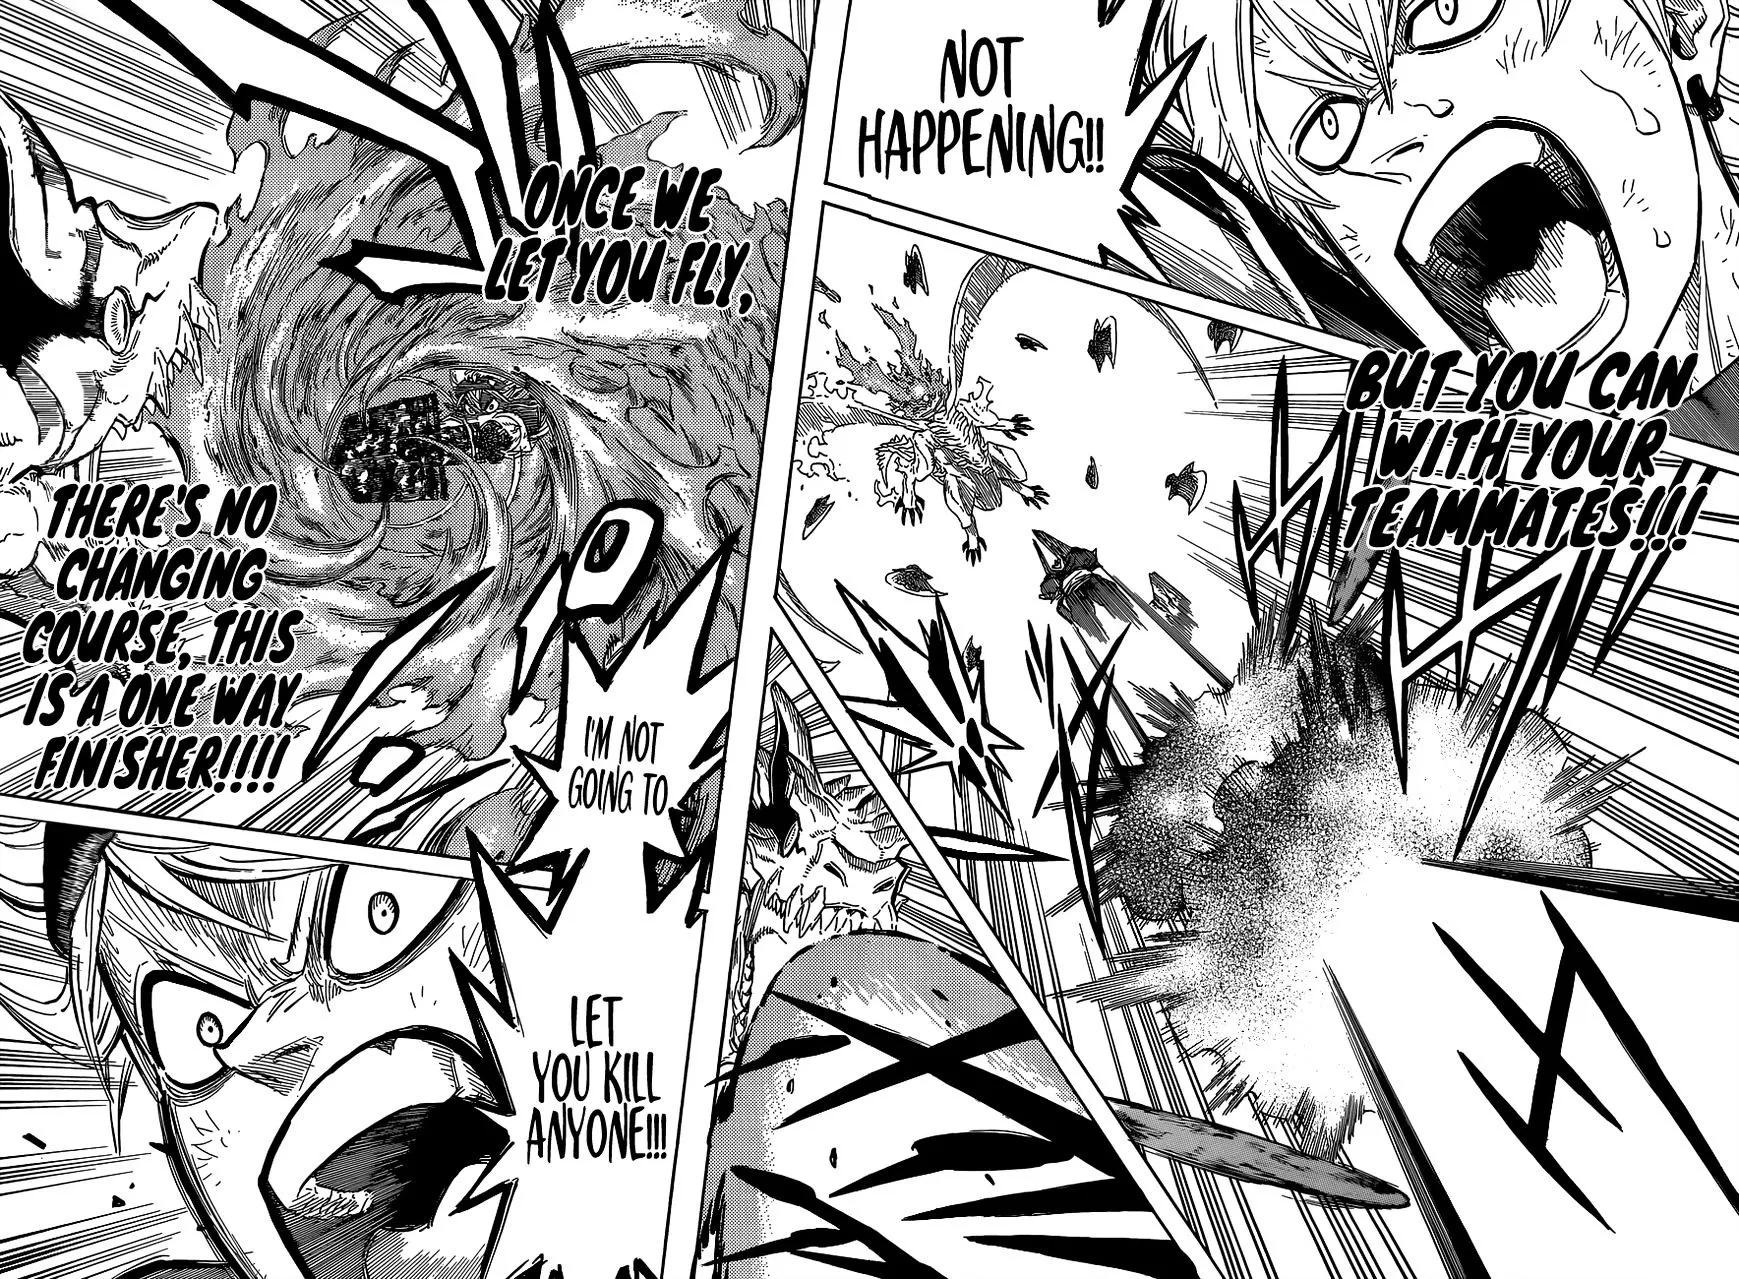 NOT
HAPPENING!!
BUT YOU CAN
WITH YOUR
TEAMMATES!!!
ONCE WE
LET YOU FLY,
THERE'S NO
CHANGING
COURSE, THIS
IS A ONE WAY
FINISHER!!!!
I'M NOT
GOING TO
LET
YOU KILL
ANYONE!!!